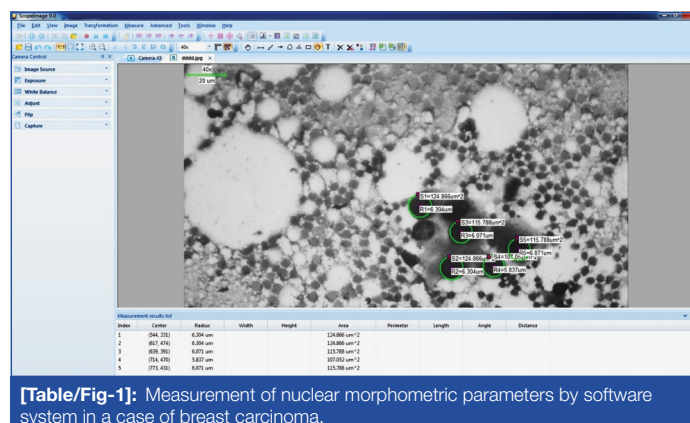 ScopeImage 9.0
File Edit View Image Transformation Measure Advanced Tools Window Help
40x
Camera Control
Camera-X3 dddd.jpg
Image Source
Exposure
White Balance
Adjust
Flip
Capture
40x
20 um
S1=124.866um^2
R1=6.304um
S3=115.788um^2
R3=6.071um
S5=115.788um^2
R5=6.071um
S2=124.866u
R2=6.304um
R4=5.837um
Measurement results list
Index Center Radius Width Height Area Perimeter Length Angle Distance
1 (544, 331) 6.304 um 124.866 um^2
2 (617, 474) 6.304 um 124.866 um^2
3 (639, 391) 6.071 um 115.788 um^2
4 (714, 470) 5.837 um 107.052 um^2
5 (773, 431) 6.071 um 115.788 um^2
[Table/Fig-1]: Measurement of nuclear morphometric parameters by software
system in a case of breast carcinoma.